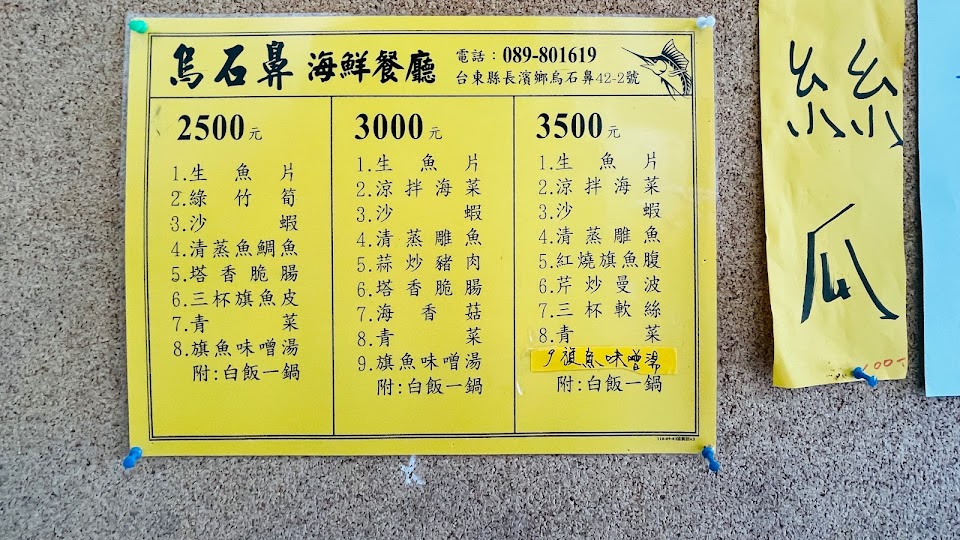 烏石鼻 海鮮餐廳
電話：089-801619
台東縣長濱鄉烏石鼻42-2號
2500元
1.生魚片
2.綠竹筍
3.沙蝦
4.清蒸魚鯛魚
5.塔香脆腸
6.三杯旗魚皮
7.青菜
8.旗魚味噌湯
附:白飯一鍋
3000元
1.生魚片
2.涼拌海菜
3.沙蝦
4.清蒸雕魚
5.蒜炒豬肉
6.塔香脆腸
7.海香菇
8.青菜
9.旗魚味噌湯
附:白飯一鍋
3500元
1.生魚片
2.涼拌海菜
3.沙蝦
4.清蒸雕魚
5.紅燒旗魚腹
6.芹炒曼波
7.三杯軟絲
8.青菜
9旗魚味噌湯
附:白飯一鍋
絲瓜